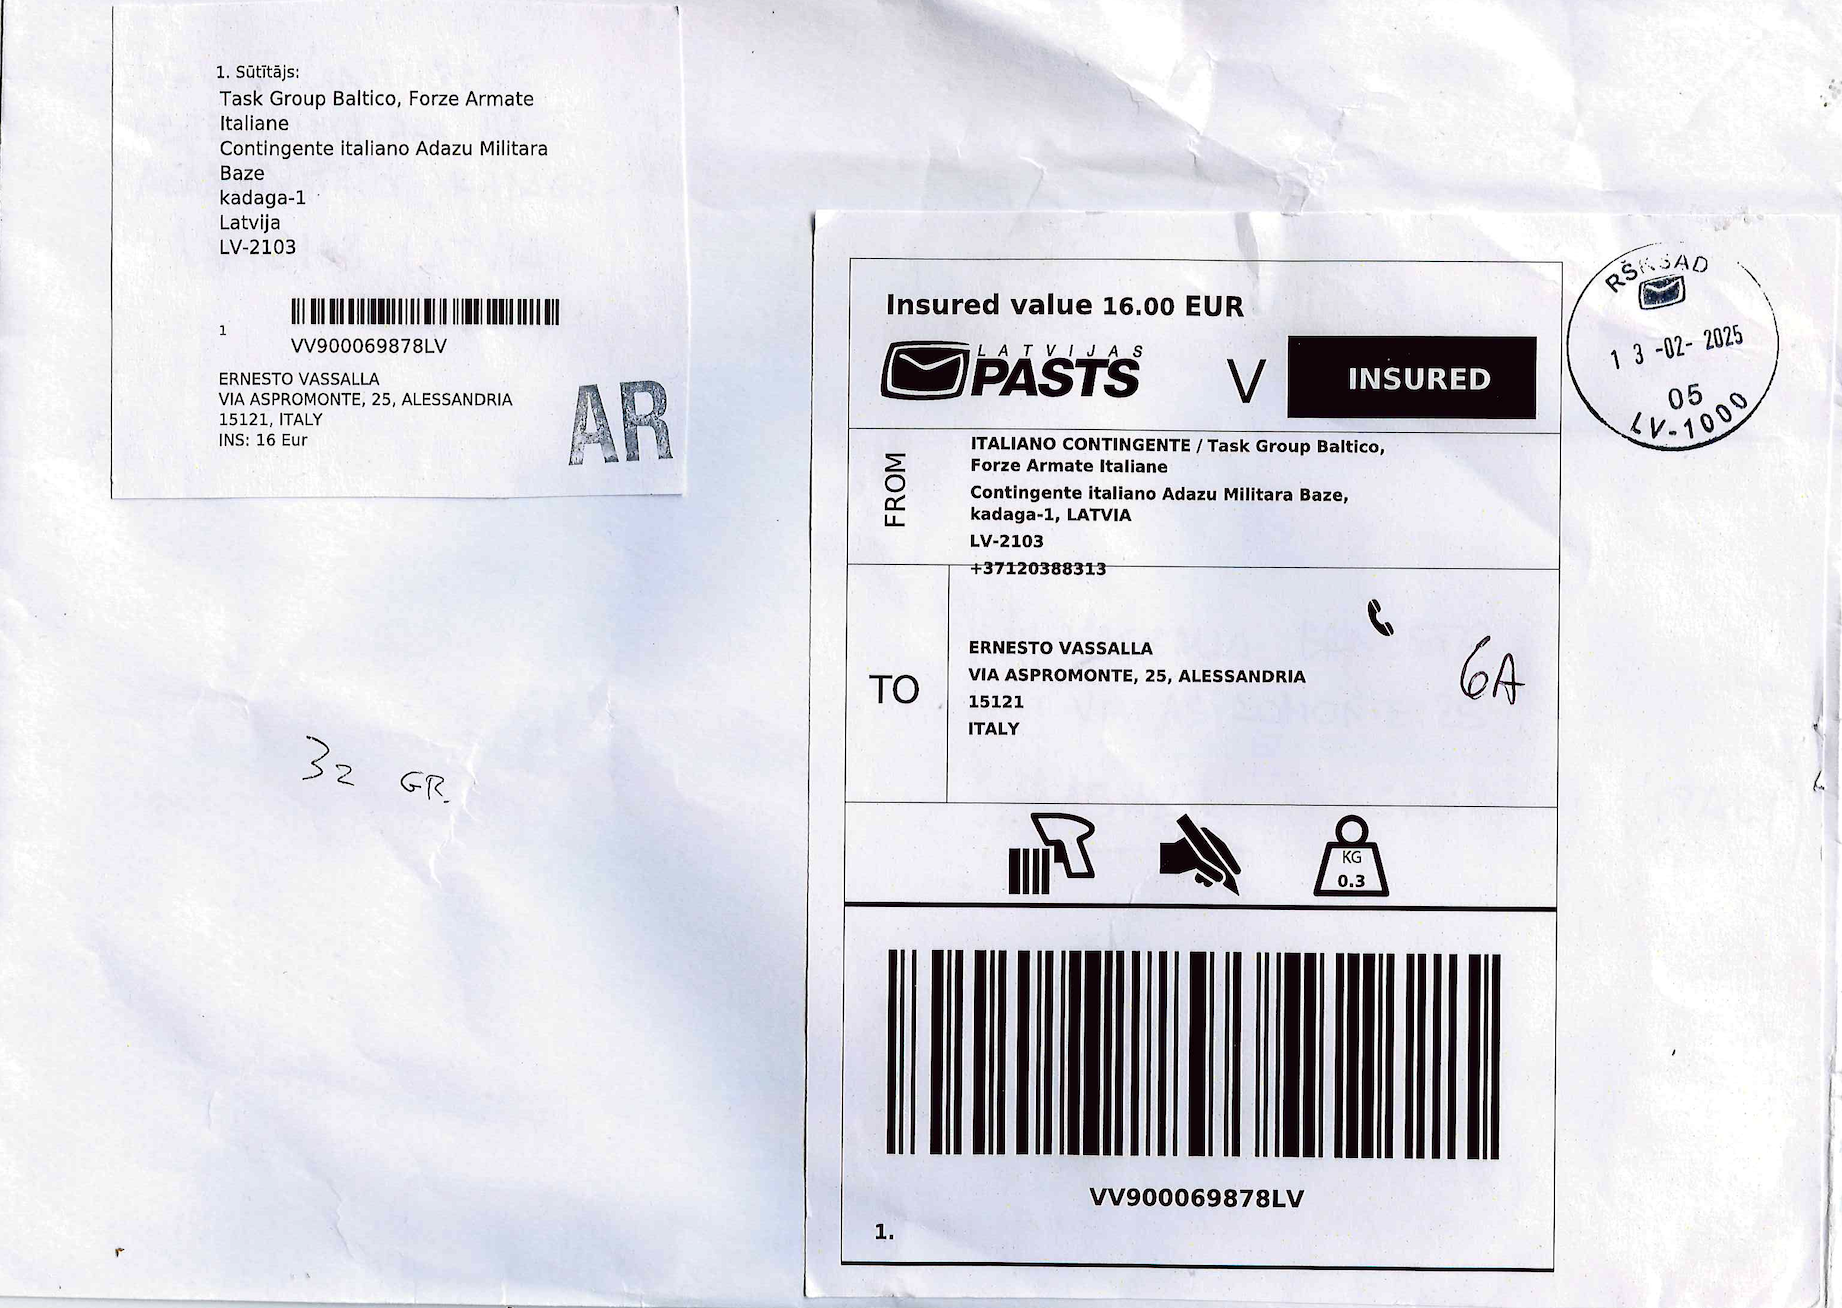 1. Sūtītājs:
Task Group Baltico, Forze Armate
Italiane
Contingente italiano Adazu Militara
Baze
kadaga-1
Latvija
LV-2103
1
VV900069878LV
ERNESTO VASSALLA
VIA ASPROMONTE, 25, ALESSANDRIA
15121, ITALY
INS: 16 Eur
AR
32 GR.
Insured value 16.00 EUR
LATVIJAS
PASTS
V
INSURED
FROM
ITALIANO CONTINGENTE / Task Group Baltico,
Forze Armate Italiane
Contingente italiano Adazu Militara Baze,
kadaga-1, LATVIA
LV-2103
+37120388313
TO
ERNESTO VASSALLA
VIA ASPROMONTE, 25, ALESSANDRIA
15121
ITALY
6A
KG
0.3
VV900069878LV
1.
13-02-2025
05
LV-1000